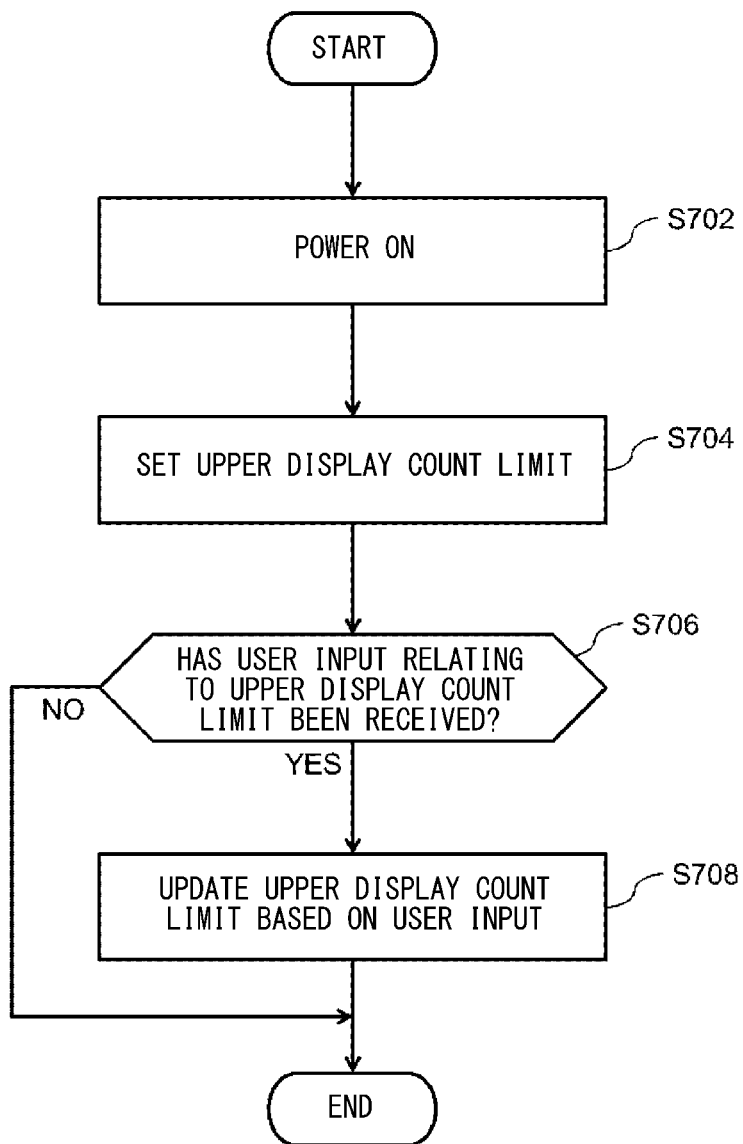 START
POWER ON
S702
SET UPPER DISPLAY COUNT LIMIT
S704
HAS USER INPUT RELATING
TO UPPER DISPLAY COUNT
LIMIT BEEN RECEIVED?
S706
NO
YES
UPDATE UPPER DISPLAY COUNT
LIMIT BASED ON USER INPUT
S708
END